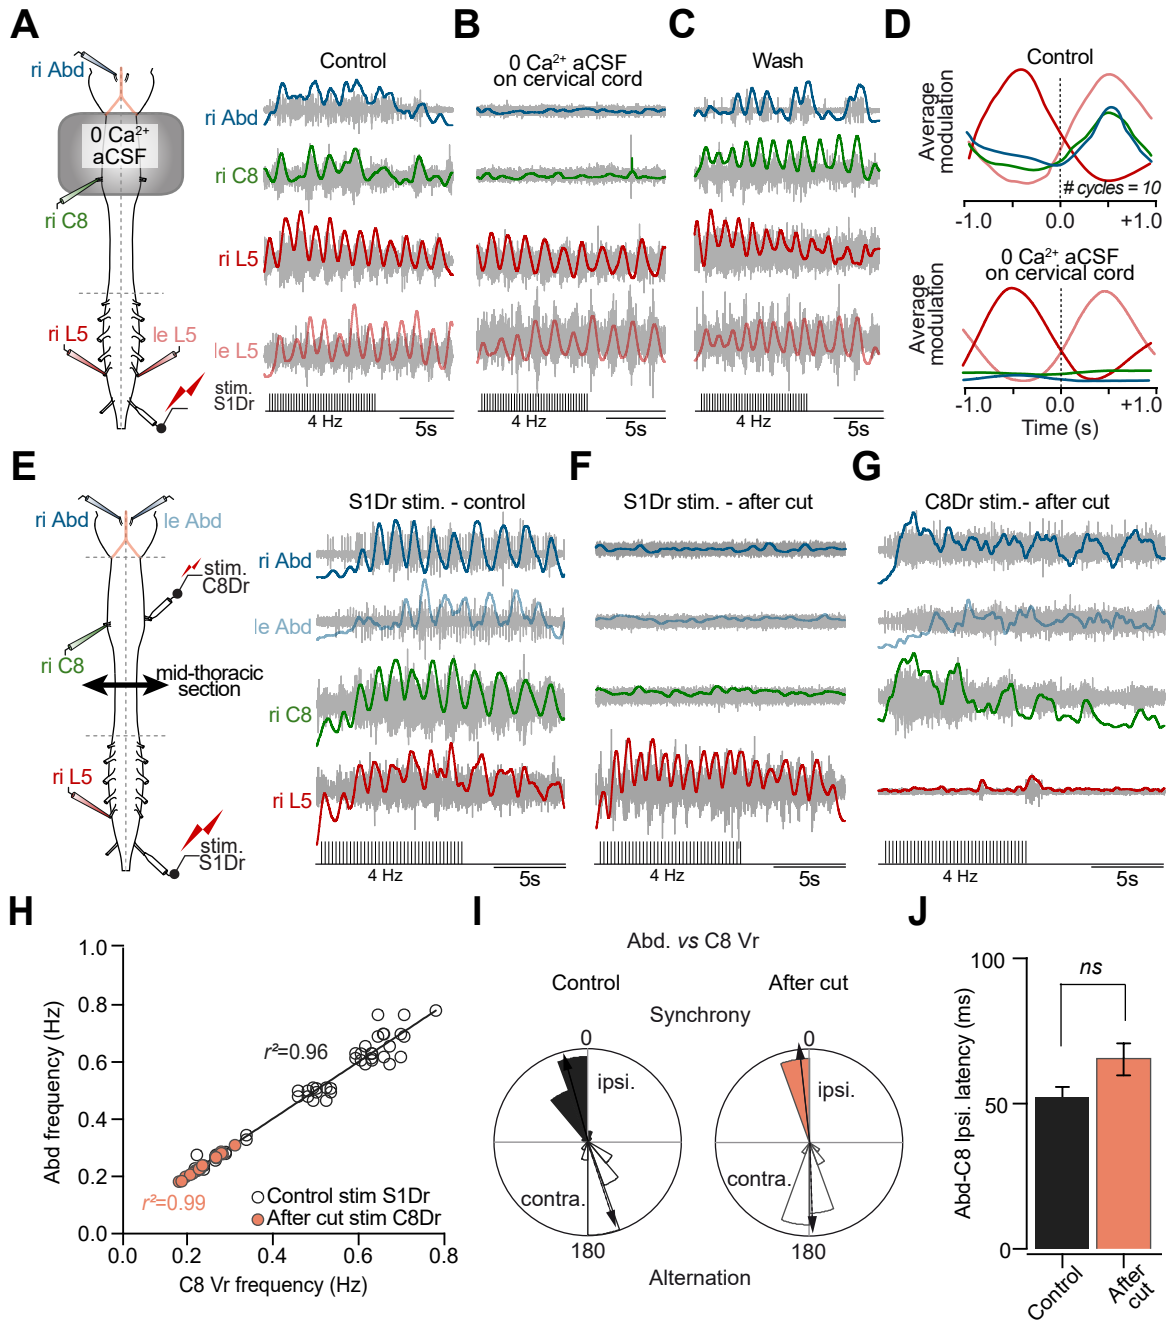 A
B
C
D
ri Abd
0 Ca²⁺
aCSF
ri C8
ri L5
le L5
stim.
S1Dr
Control
ri Abd
ri C8
ri L5
le L5
4 Hz
5s
0 Ca²⁺ aCSF
on cervical cord
4 Hz
5s
Wash
4 Hz
5s
Control
Average
modulation
# cycles = 10
-1.0
0.0
+1.0
0 Ca²⁺ aCSF
on cervical cord
Average
modulation
-1.0
0.0
+1.0
Time (s)
E
F
G
ri Abd
le Abd
stim.
C8Dr
ri C8
mid-thoracic
section
ri L5
stim.
S1Dr
S1Dr stim. - control
ri Abd
le Abd
ri C8
ri L5
4 Hz
5s
S1Dr stim. - after cut
4 Hz
5s
C8Dr stim.- after cut
4 Hz
5s
H
I
J
1.0
0.8
0.6
0.4
0.2
0.0
Abd frequency (Hz)
r²=0.96
r²=0.99
Control stim S1Dr
After cut stim C8Dr
0.0
0.2
0.4
0.6
0.8
C8 Vr frequency (Hz)
Abd. vs C8 Vr
Control
After cut
Synchrony
0
0
ipsi.
ipsi.
contra.
contra.
180
180
Alternation
100
50
0
Abd-C8 Ipsi. latency (ms)
ns
Control
After
cut